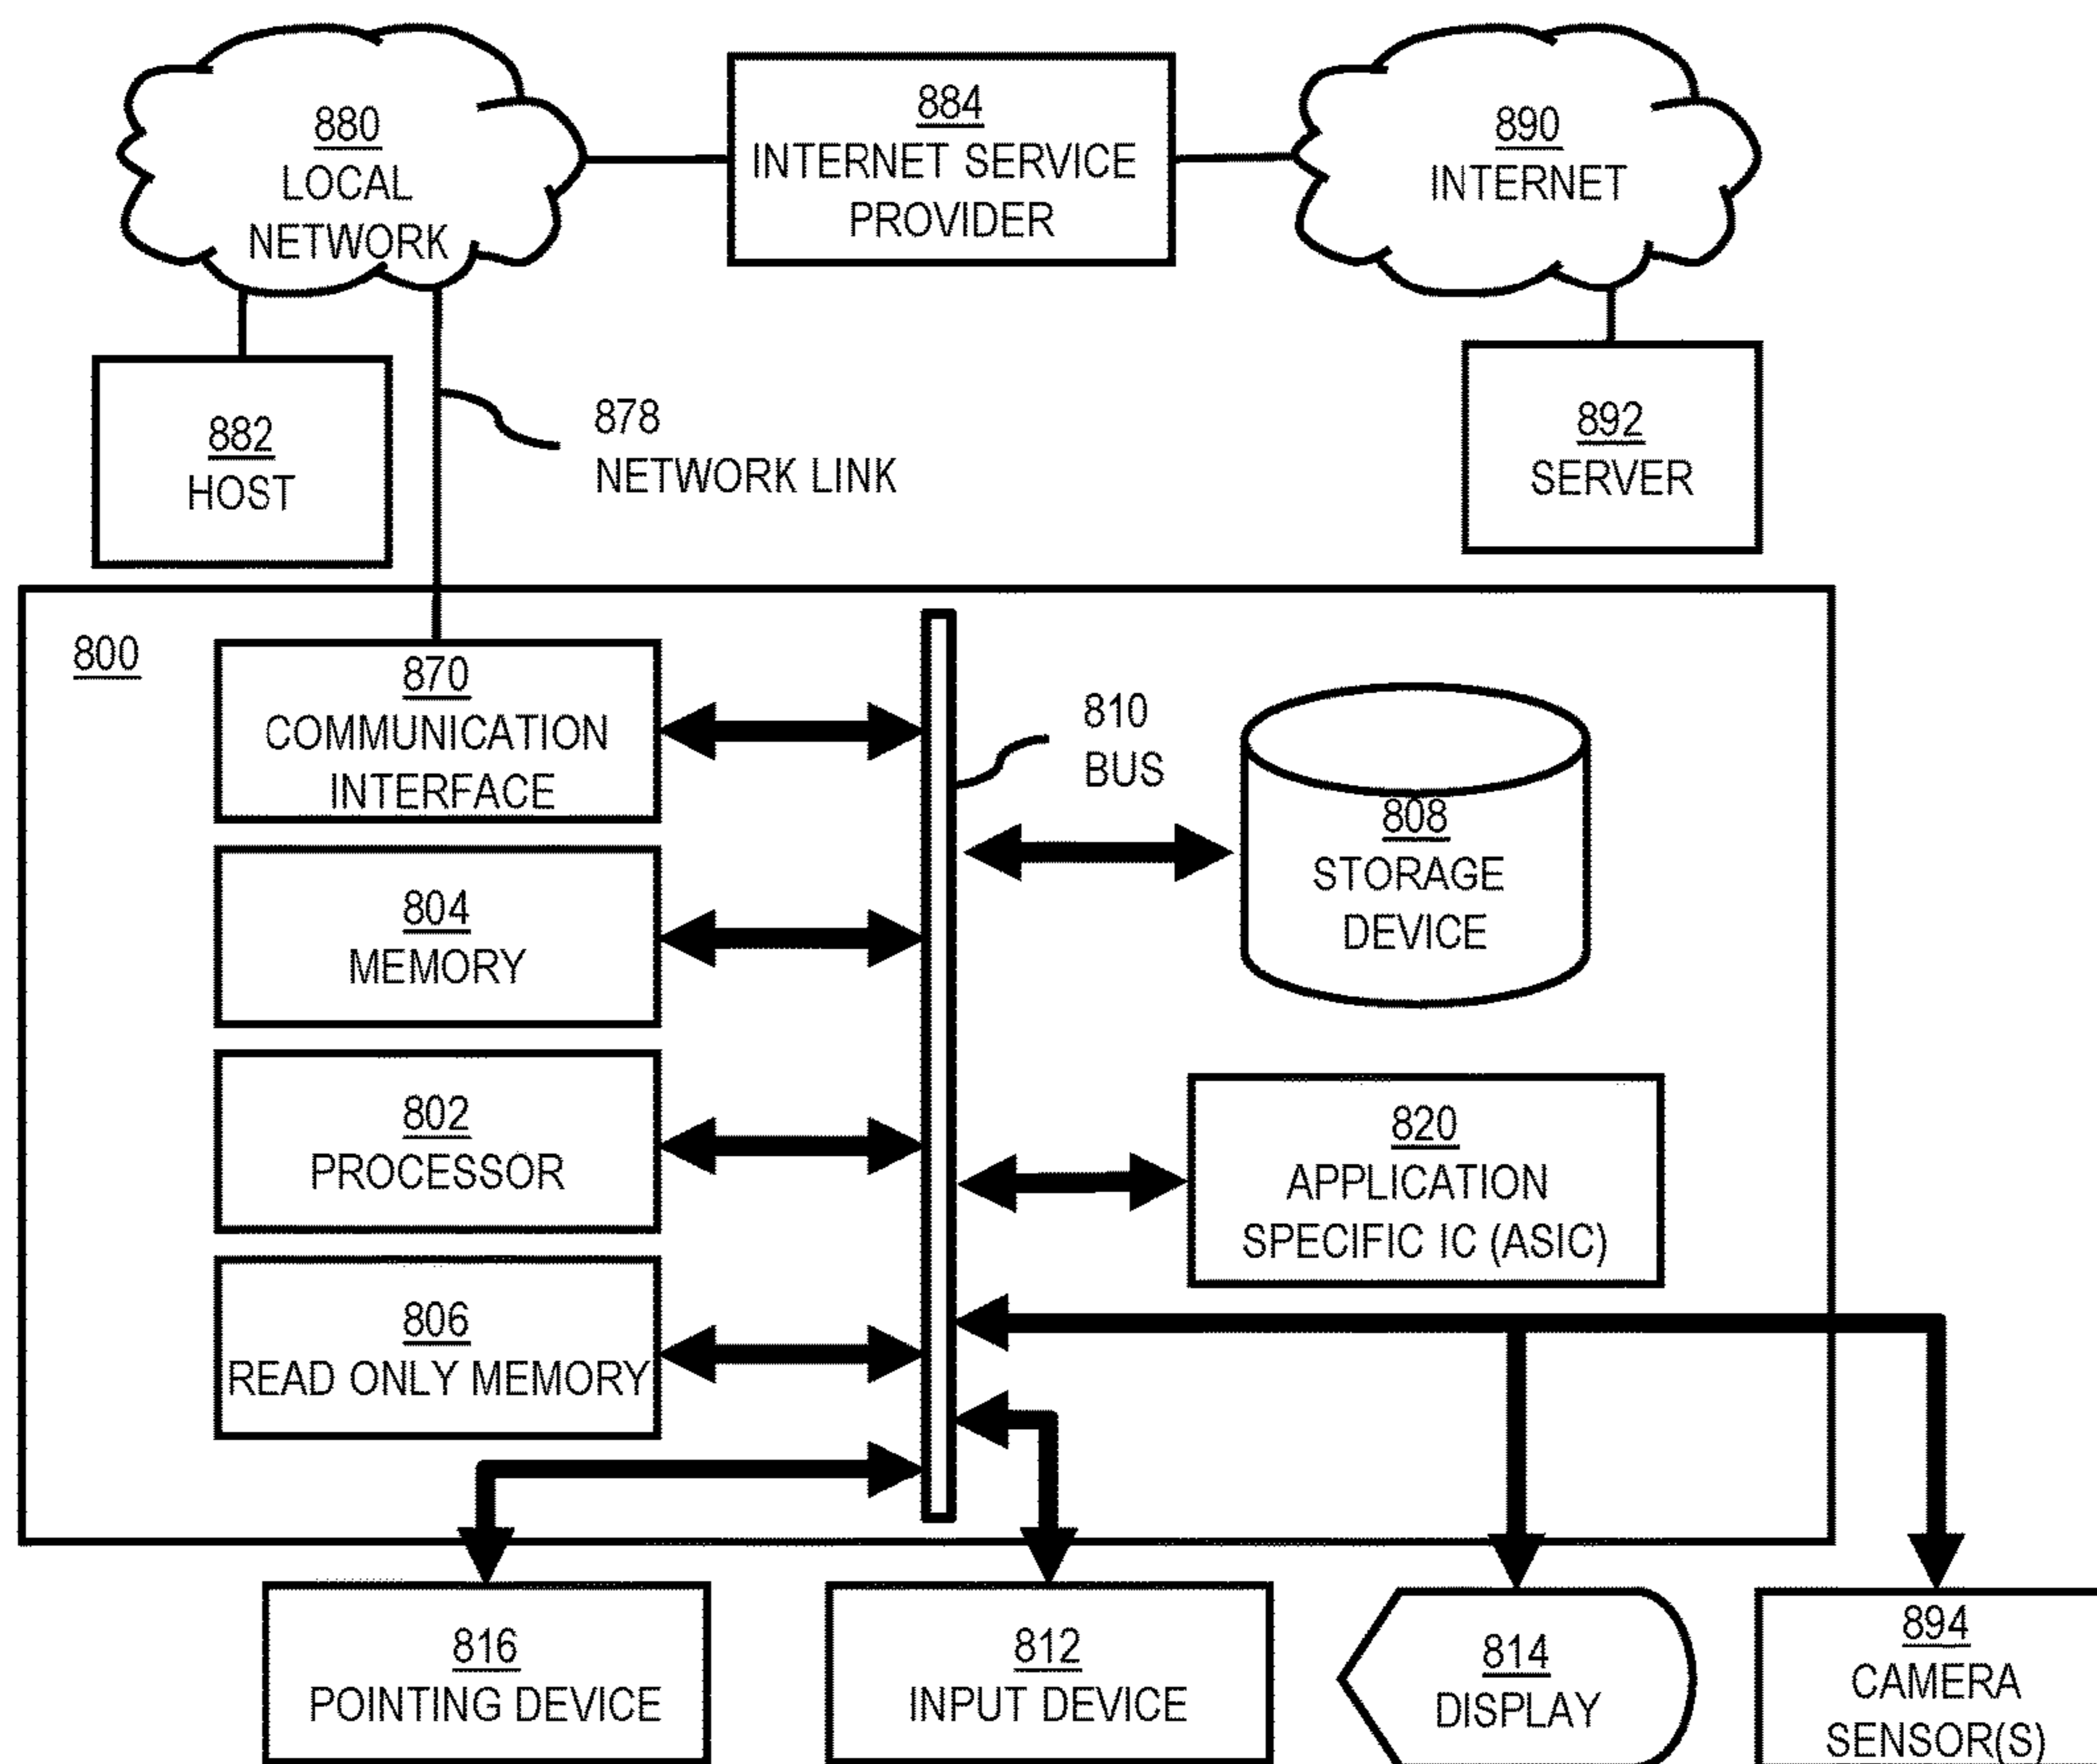 880
LOCAL
NETWORK
884
INTERNET SERVICE
PROVIDER
890
INTERNET
882
HOST
878
NETWORK LINK
892
SERVER
800
870
COMMUNICATION
INTERFACE
810
BUS
808
STORAGE
DEVICE
804
MEMORY
802
PROCESSOR
820
APPLICATION
SPECIFIC IC (ASIC)
806
READ ONLY MEMORY
816
POINTING DEVICE
812
INPUT DEVICE
814
DISPLAY
894
CAMERA
SENSOR(S)